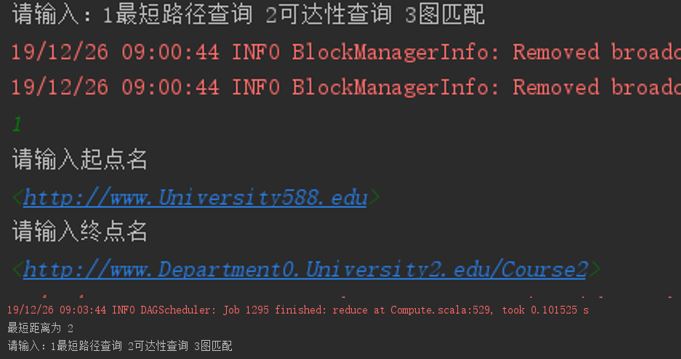 请输入：1最短路径查询 2可达性查询 3图匹配
19/12/26 09:00:44 INFO BlockManagerInfo: Removed broadc
19/12/26 09:00:44 INFO BlockManagerInfo: Removed broadc
1
请输入起点名
<http://www.University588.edu>
请输入终点名
<http://www.Department0.University2.edu/Course2>
19/12/26 09:03:44 INFO DAGScheduler: Job 1295 finished: reduce at Compute.scala:529, took 0.101525 s
最短距离为 2
请输入：1最短路径查询 2可达性查询 3图匹配